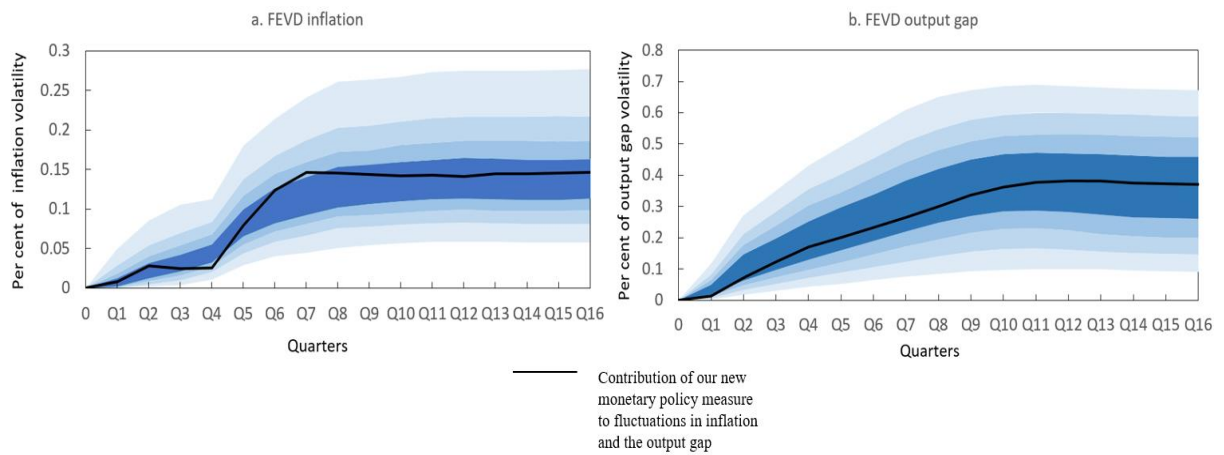 a. FEVD inflation
Per cent of inflation volatility
0.3
0.25
0.2
0.15
0.1
0.05
0
0 Q1 Q2 Q3 Q4 Q5 Q6 Q7 Q8 Q9 Q10 Q11 Q12 Q13 Q14 Q15 Q16
Quarters
b. FEVD output gap
Per cent of output gap volatility
0.8
0.7
0.6
0.5
0.4
0.3
0.2
0.1
0
0 Q1 Q2 Q3 Q4 Q5 Q6 Q7 Q8 Q9 Q10 Q11 Q12 Q13 Q14 Q15 Q16
Quarters
Contribution of our new
monetary policy measure
to fluctuations in inflation
and the output gap